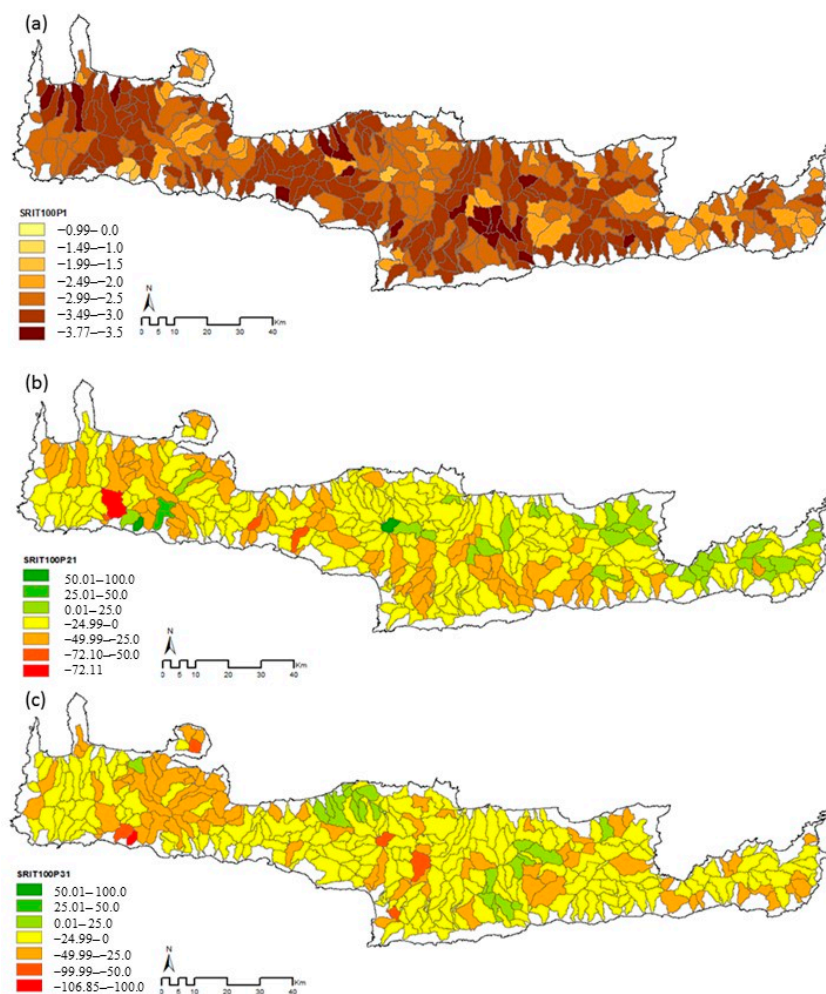 (a)
SRIT100P1
−0.99–0.0
−1.49–−1.0
−1.99–−1.5
−2.49–−2.0
−2.99–−2.5
−3.49–−3.0
−3.77–−3.5
N
0 5 10 20 30 40
Km
(b)
SRIT100P21
50.01–100.0
25.01–50.0
0.01–25.0
−24.99–0
−49.99–−25.0
−72.10–−50.0
−72.11
N
0 5 10 20 30 40
Km
(c)
SRIT100P31
50.01–100.0
25.01–50.0
0.01–25.0
−24.99–0
−49.99–−25.0
−99.99–−50.0
−106.85–−100.0
N
0 5 10 20 30 40
Km